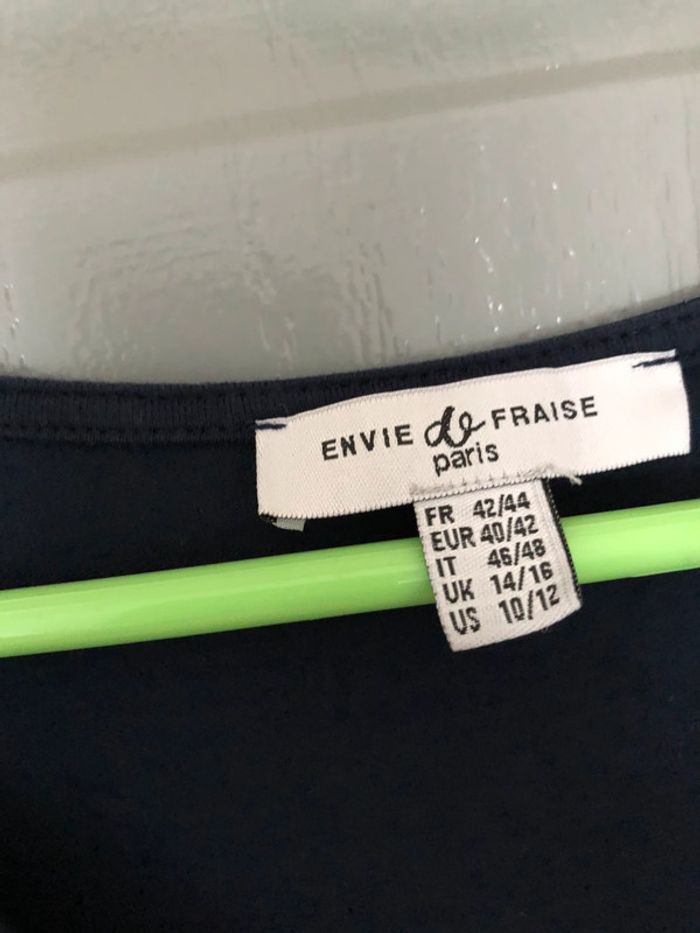 ENVIE de FRAISE
paris
FR 42/44
EUR 40/42
IT 46/48
UK 14/16
US 10/12